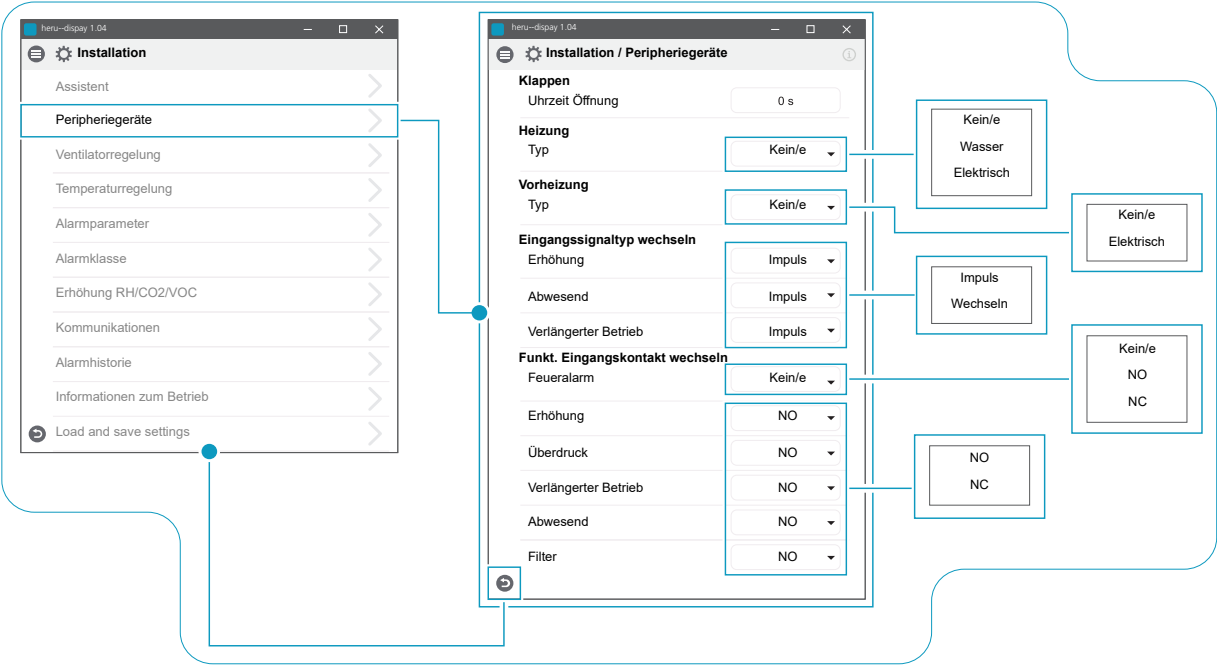 heru–dispay 1.04
Installation
Assistent
Peripheriegeräte
Ventilatorregelung
Temperaturregelung
Alarmparameter
Alarmklasse
Erhöhung RH/CO2/VOC
Kommunikationen
Alarmhistorie
Informationen zum Betrieb
Load and save settings
heru–dispay 1.04
Installation / Peripheriegeräte
Klappen
Uhrzeit Öffnung 0 s
Heizung
Typ Kein/e
Vorheizung
Typ Kein/e
Eingangssignaltyp wechseln
Erhöhung Impuls
Abwesend Impuls
Verlängerter Betrieb Impuls
Funkt. Eingangskontakt wechseln
Feueralarm Kein/e
Erhöhung NO
Überdruck NO
Verlängerter Betrieb NO
Abwesend NO
Filter NO
Kein/e
Wasser
Elektrisch
Kein/e
Elektrisch
Impuls
Wechseln
Kein/e
NO
NC
NO
NC